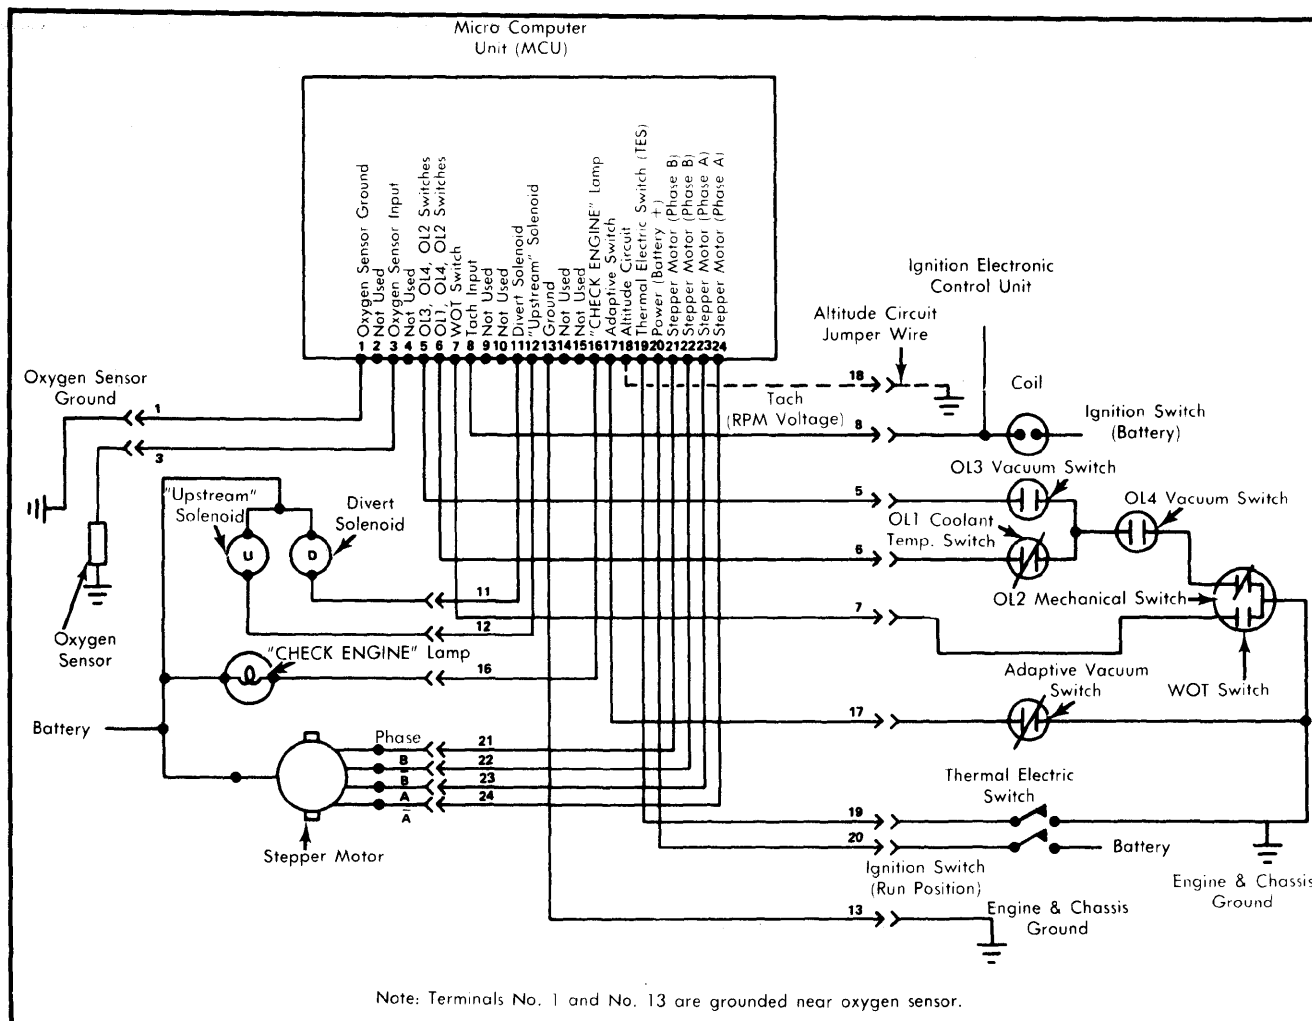 Micro Computer
Unit (MCU)
Oxygen Sensor Ground
Not Used
Oxygen Sensor Input
Not Used
OL3, OL4, OL2 Switches
OL1, OL4, OL2 Switches
WOT Switch
Tach Input
Not Used
Not Used
Divert Solenoid
"Upstream" Solenoid
Ground
Not Used
Not Used
"CHECK ENGINE" Lamp
Adaptive Switch
Altitude Circuit
Thermal Electric Switch (TES)
Power (Battery +)
Stepper Motor (Phase B)
Stepper Motor (Phase B)
Stepper Motor (Phase A)
Stepper Motor (Phase A)
1 2 3 4 5 6 7 8 9 10 11 12 13 14 15 16 17 18 19 20 21 22 23 24
Ignition Electronic
Control Unit
Altitude Circuit
Jumper Wire
18
Tach
(RPM Voltage)
8
Coil
Ignition Switch
(Battery)
Oxygen Sensor
Ground
1
3
OL3 Vacuum Switch
5
OL4 Vacuum Switch
"Upstream"
Solenoid
Divert
Solenoid
U
D
OL1 Coolant
Temp. Switch
6
11
OL2 Mechanical Switch
7
12
Oxygen
Sensor
"CHECK ENGINE" Lamp
16
Adaptive Vacuum
Switch
WOT Switch
17
Battery
Phase
21
B
22
B
23
A
24
A
Stepper Motor
Thermal Electric
Switch
19
20
Battery
Ignition Switch
(Run Position)
Engine & Chassis
Ground
13
Engine & Chassis
Ground
Note: Terminals No. 1 and No. 13 are grounded near oxygen sensor.